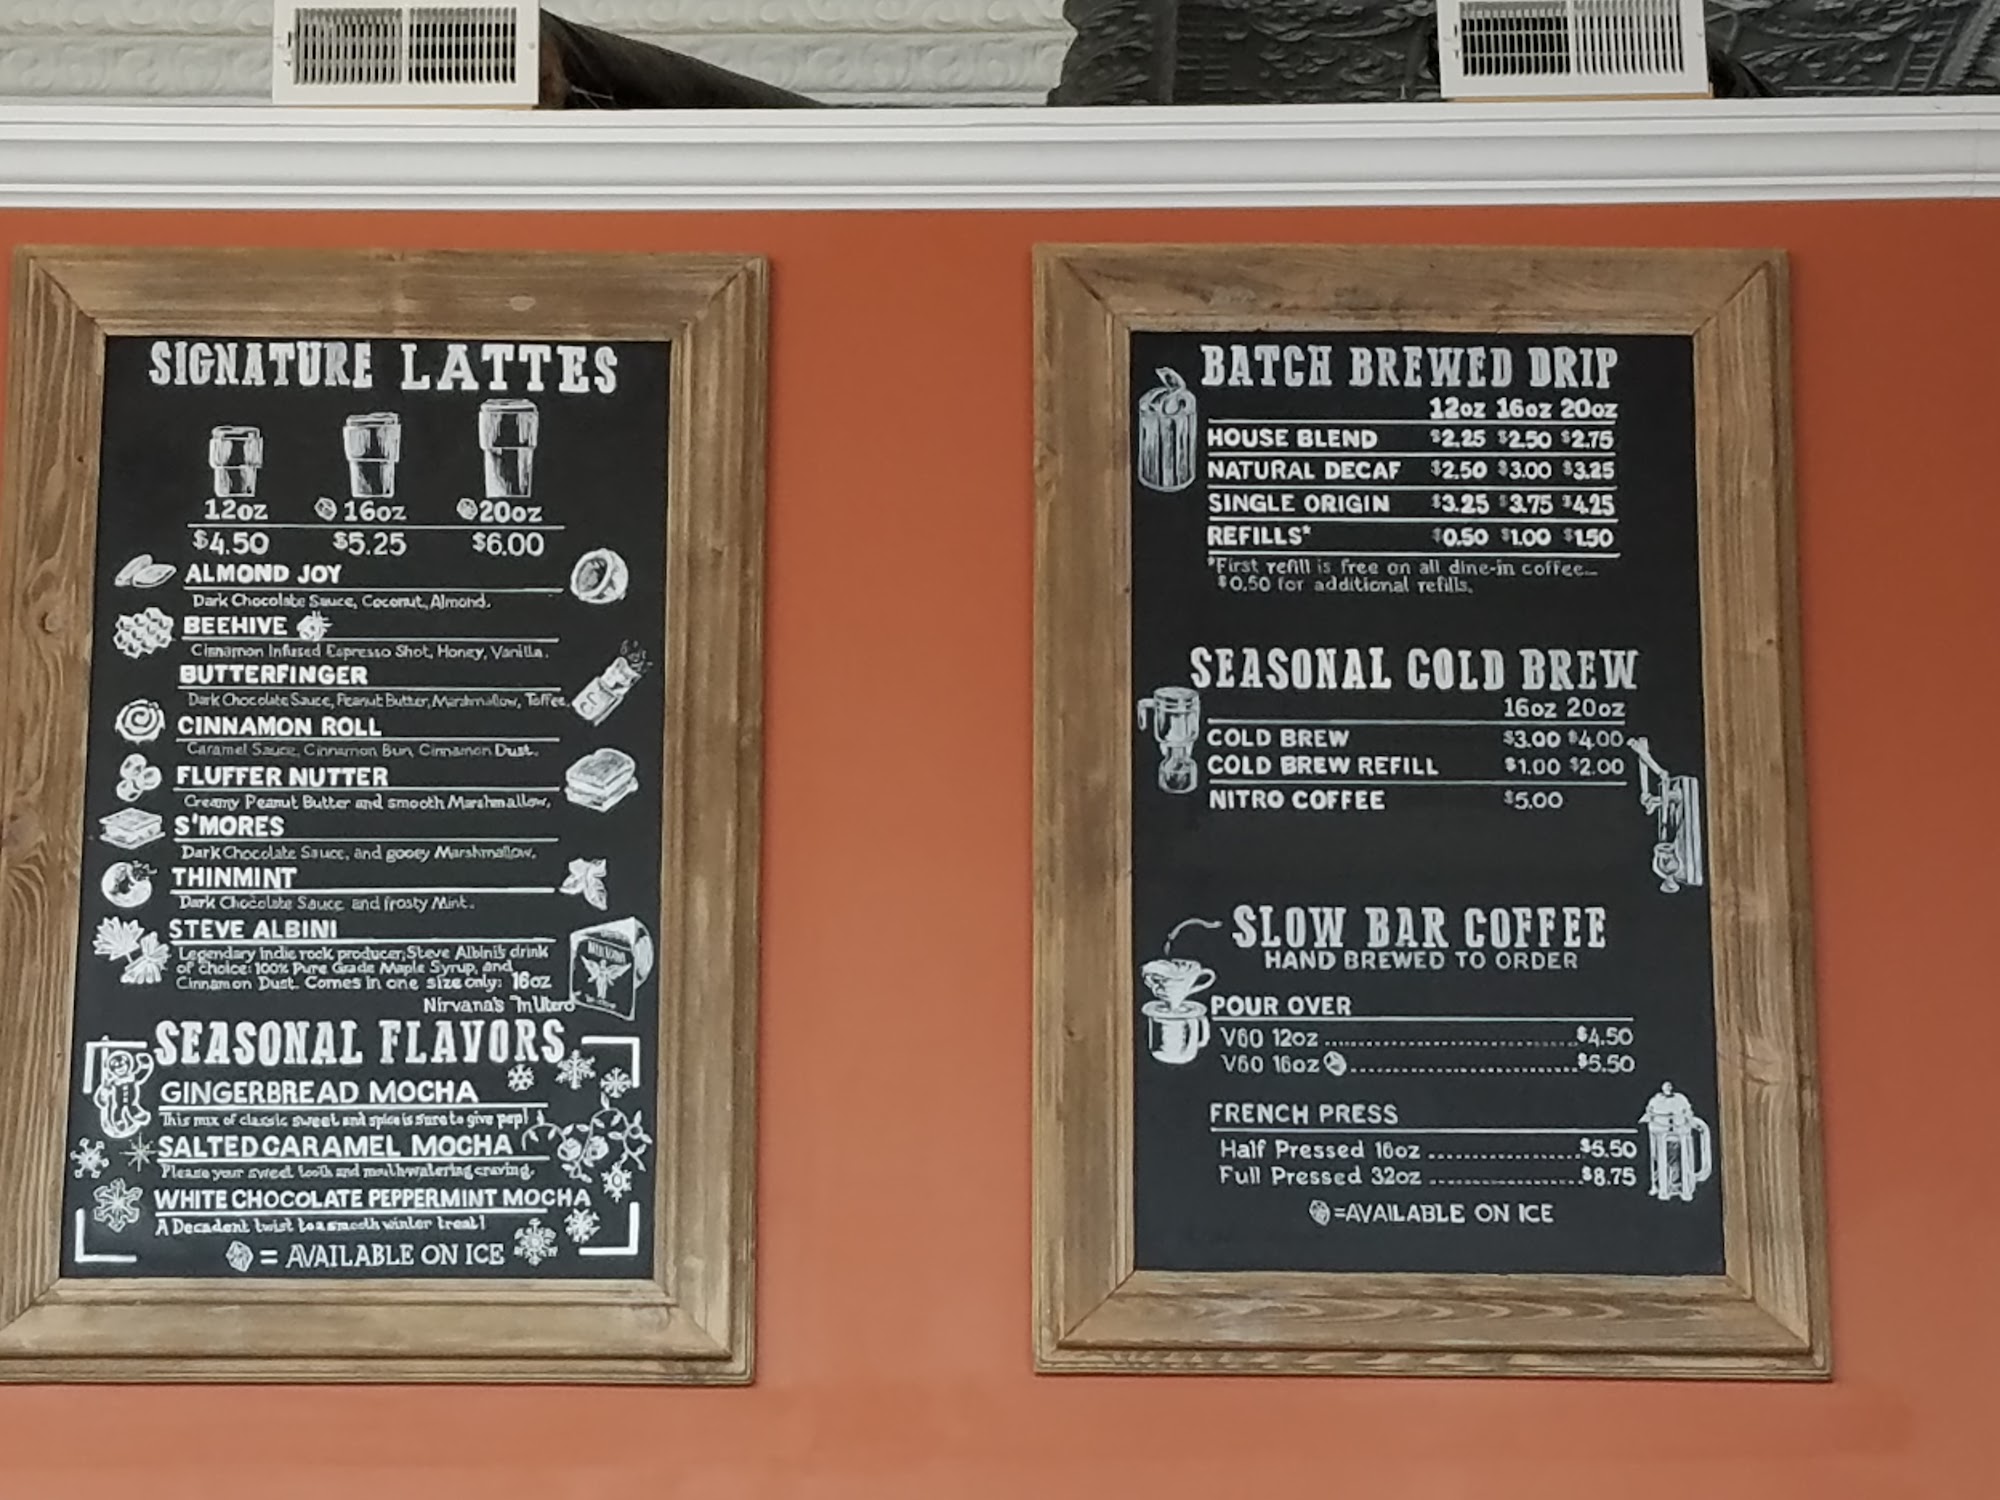 SIGNATURE LATTES
12oz 16oz 20oz
$4.50 $5.25 $6.00
ALMOND JOY
Dark Chocolate Sauce, Coconut, Almond.
BEEHIVE
Cinnamon Infused Espresso Shot, Honey, Vanilla.
BUTTERFINGER
Dark Chocolate Sauce, Peanut Butter, Marshmallow, Toffee.
CINNAMON ROLL
Caramel Sauce, Cinnamon Bun, Cinnamon Dust.
FLUFFER NUTTER
Creamy Peanut Butter and smooth Marshmallow.
S'MORES
Dark Chocolate Sauce, and gooey Marshmallow.
THINMINT
Dark Chocolate Sauce and frosty Mint.
STEVE ALBINI
Legendary indie rock producer, Steve Albini's drink
of choice: 100% Pure Grade Maple Syrup, and
Cinnamon Dust. Comes in one size only: 16oz
Nirvana's "In Utero
SEASONAL FLAVORS
GINGERBREAD MOCHA
This mix of classic sweet and spice is sure to give pep!
SALTED CARAMEL MOCHA
Please your sweet tooth and mouthwatering craving.
WHITE CHOCOLATE PEPPERMINT MOCHA
A Decadent twist to a smooth winter treat!
= AVAILABLE ON ICE
BATCH BREWED DRIP
12oz 16oz 20oz
HOUSE BLEND $2.25 $2.50 $2.75
NATURAL DECAF $2.50 $3.00 $3.25
SINGLE ORIGIN $3.25 $3.75 $4.25
REFILLS* $0.50 $1.00 $1.50
*First refill is free on all dine-in coffee...
$0.50 for additional refills.
SEASONAL COLD BREW
16oz 20oz
COLD BREW $3.00 $4.00
COLD BREW REFILL $1.00 $2.00
NITRO COFFEE $5.00
SLOW BAR COFFEE
HAND BREWED TO ORDER
POUR OVER
V60 12oz $4.50
V60 16oz $5.50
FRENCH PRESS
Half Pressed 16oz $5.50
Full Pressed 32oz $8.75
=AVAILABLE ON ICE